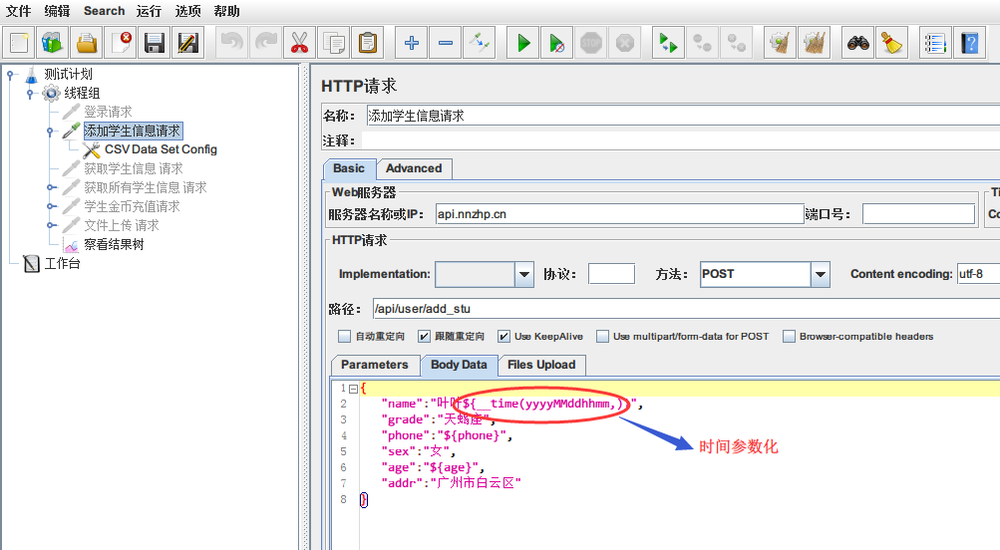 文件 编辑 Search 运行 选项 帮助
STOP
测试计划
线程组
登录请求
添加学生信息请求
CSV Data Set Config
获取学生信息 请求
获取所有学生信息 请求
学生金币充值请求
文件上传 请求
察看结果树
工作台
HTTP请求
名称： 添加学生信息请求
注释：
Basic Advanced
Web服务器
服务器名称或IP： api.nnzhp.cn 端口号：
HTTP请求
Implementation: 协议： 方法： POST Content encoding: utf-8
路径： /api/user/add_stu
自动重定向 跟随重定向 Use KeepAlive Use multipart/form-data for POST Browser-compatible headers
Parameters Body Data Files Upload
1 {
2 "name":"叶叶${__time(yyyyMMddhhmm,)}",
3 "grade":"天蝎座",
4 "phone":"${phone}",
5 "sex":"女",
6 "age":"${age}",
7 "addr":"广州市白云区"
8 }
时间参数化